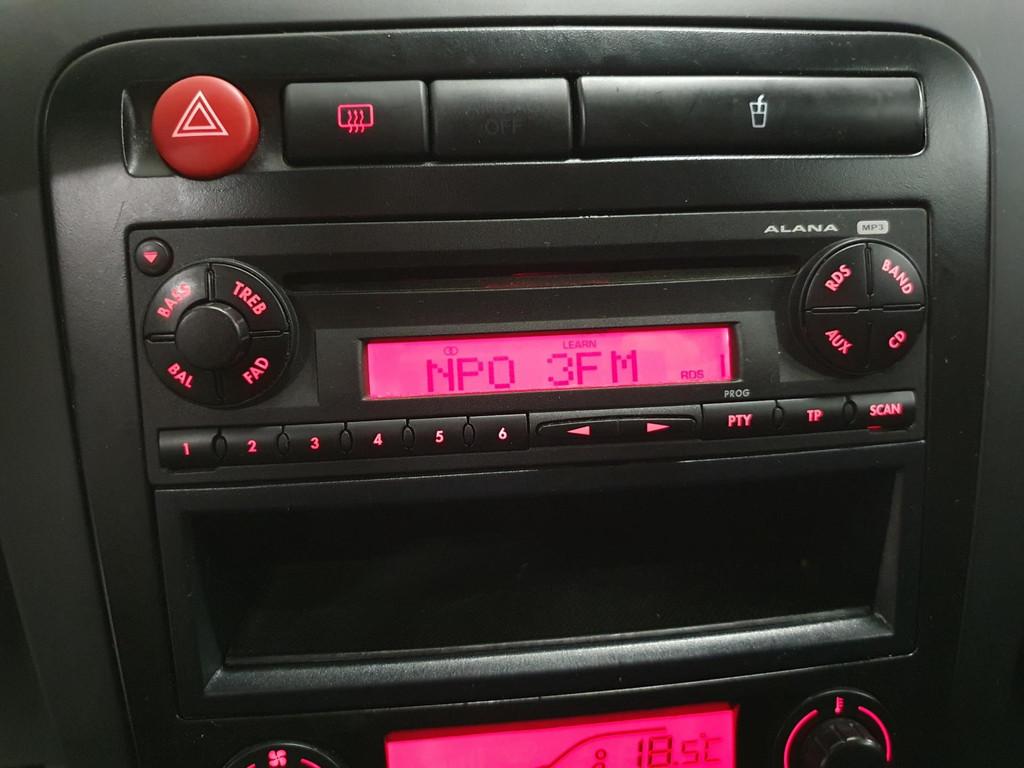 OFF
ALANA MP3
BASS TREB
BAL FAD
RDS BAND
AUX CD
LEARN
NPO 3FM
RDS 1
PROG
1 2 3 4 5 6 PTY TP SCAN
18.5°C